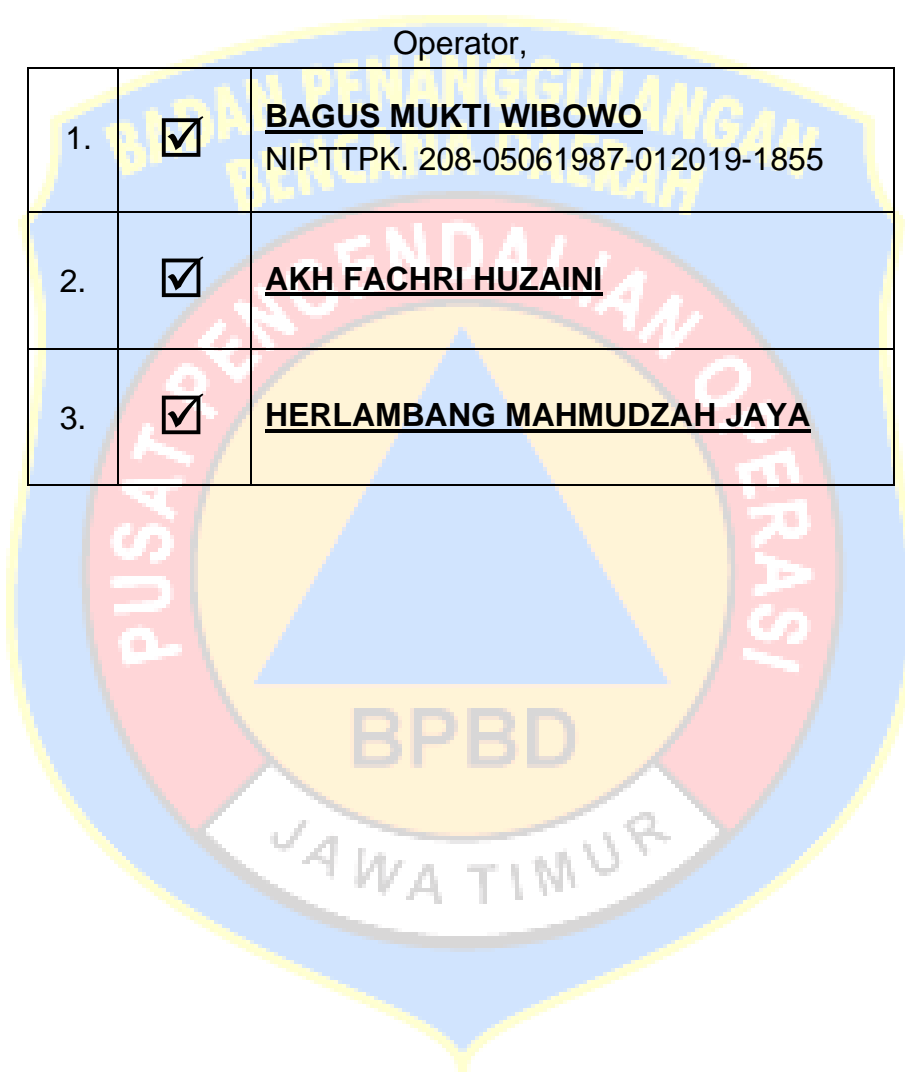 Operator,
1. ☑ BAGUS MUKTI WIBOWO
NIPTTPK. 208-05061987-012019-1855
2. ☑ AKH FACHRI HUZAINI
3. ☑ HERLAMBANG MAHMUDZAH JAYA
BADAN PENANGGULANGAN
BENCANA DAERAH
PUSAT PENGENDALIAN OPERASI
BPBD
JAWA TIMUR